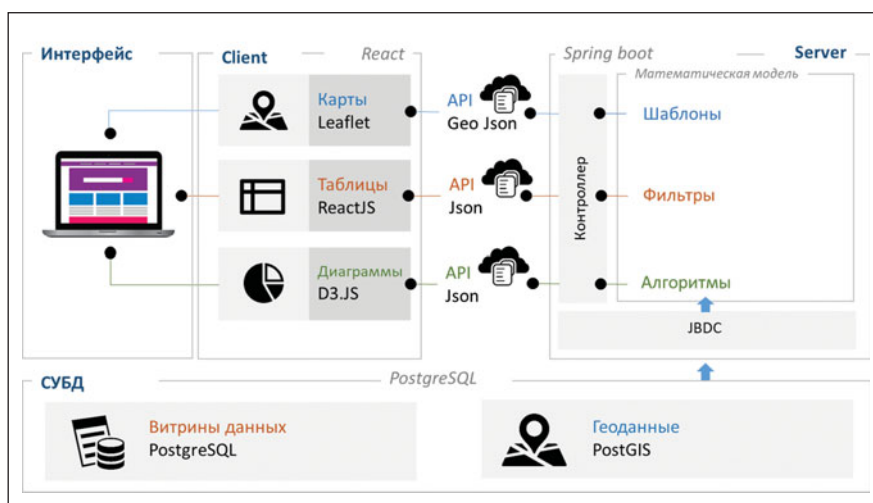 Интерфейс
Client
React
Spring boot
Server
Математическая модель
Карты
Leaflet
API
Geo Json
Шаблоны
Таблицы
ReactJS
API
Json
Контроллер
Фильтры
Диаграммы
D3.JS
API
Json
Алгоритмы
JBDC
СУБД
PostgreSQL
Витрины данных
PostgreSQL
Геоданные
PostGIS